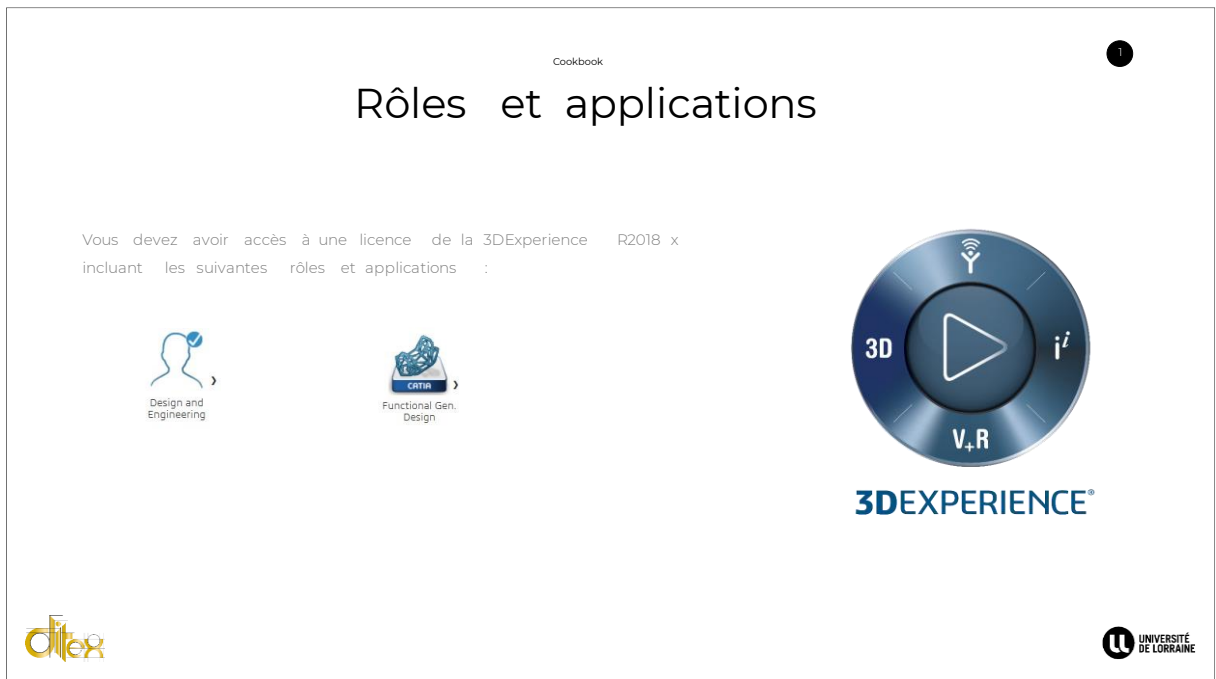 Cookbook
1
Rôles et applications
Vous devez avoir accès à une licence de la 3DExperience R2018 x
incluant les suivantes rôles et applications :
Design and
Engineering
CATIA
Functional Gen.
Design
3D
i i
V+R
3DEXPERIENCE®
difex
UNIVERSITÉ
DE LORRAINE